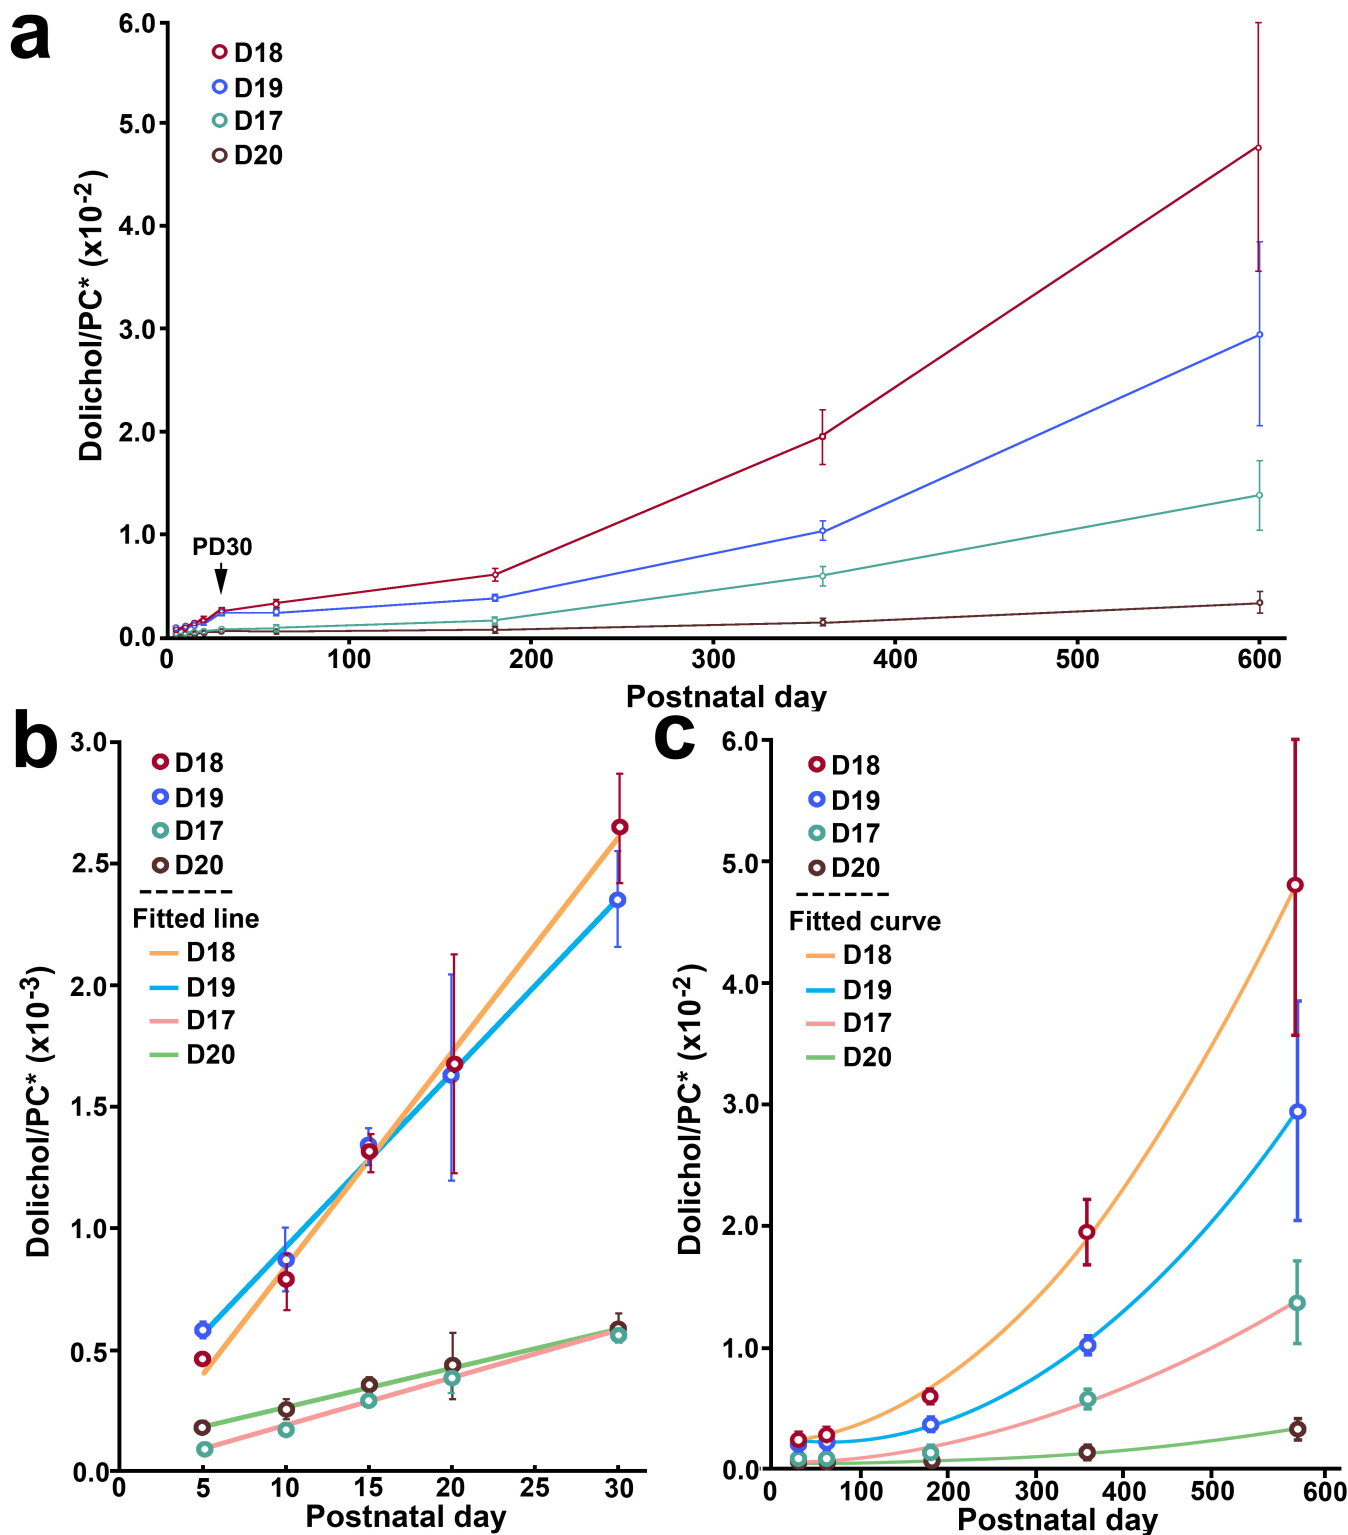 a
6.0
5.0
4.0
3.0
2.0
1.0
0.0
Dolichol/PC* (x10-2)
D18
D19
D17
D20
PD30
0 100 200 300 400 500 600
Postnatal day
b
3.0
2.5
2.0
1.5
1.0
0.5
0.0
Dolichol/PC* (x10-3)
D18
D19
D17
D20
Fitted line
D18
D19
D17
D20
0 5 10 15 20 30
Postnatal day
c
6.0
5.0
4.0
3.0
2.0
1.0
0.0
Dolichol/PC* (x10-2)
D18
D19
D17
D20
Fitted curve
D18
D19
D17
D20
0 100 200 300 400 500 600
Postnatal day